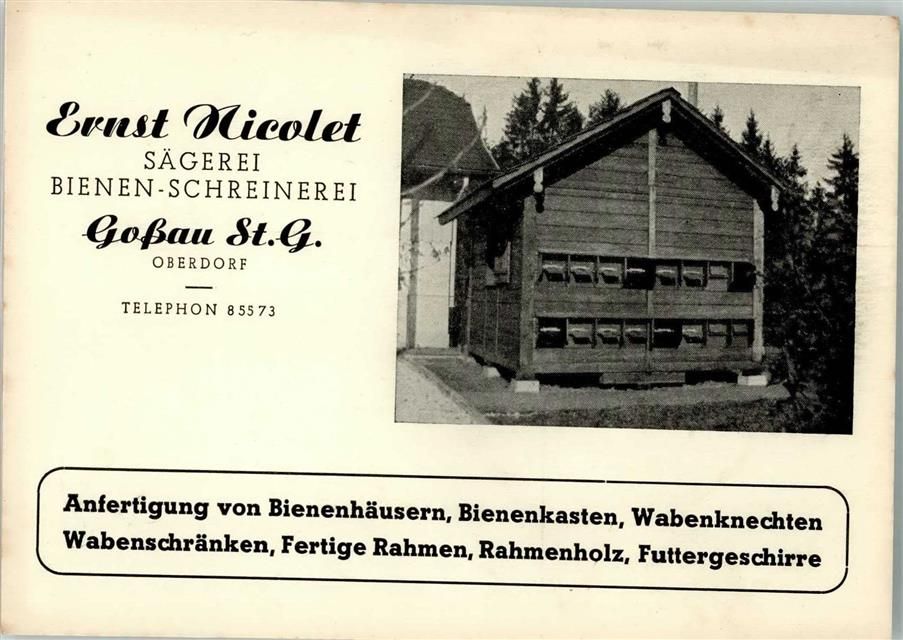 Ernst Nicolet
SÄGEREI
BIENEN-SCHREINEREI
Goßau St.G.
OBERDORF
TELEPHON 85573
Anfertigung von Bienenhäusern, Bienenkasten, Wabenknechten
Wabenschränken, Fertige Rahmen, Rahmenholz, Futtergeschirre